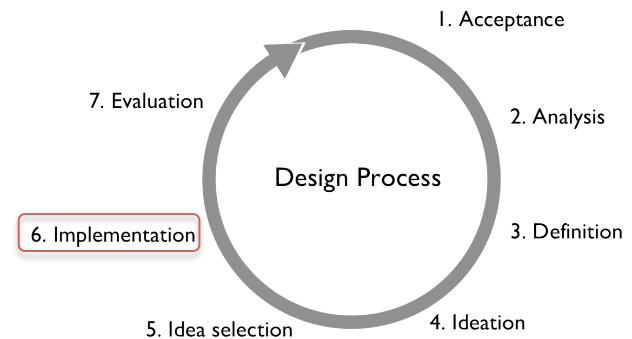 1. Acceptance
2. Analysis
3. Definition
4. Ideation
5. Idea selection
6. Implementation
7. Evaluation
Design Process